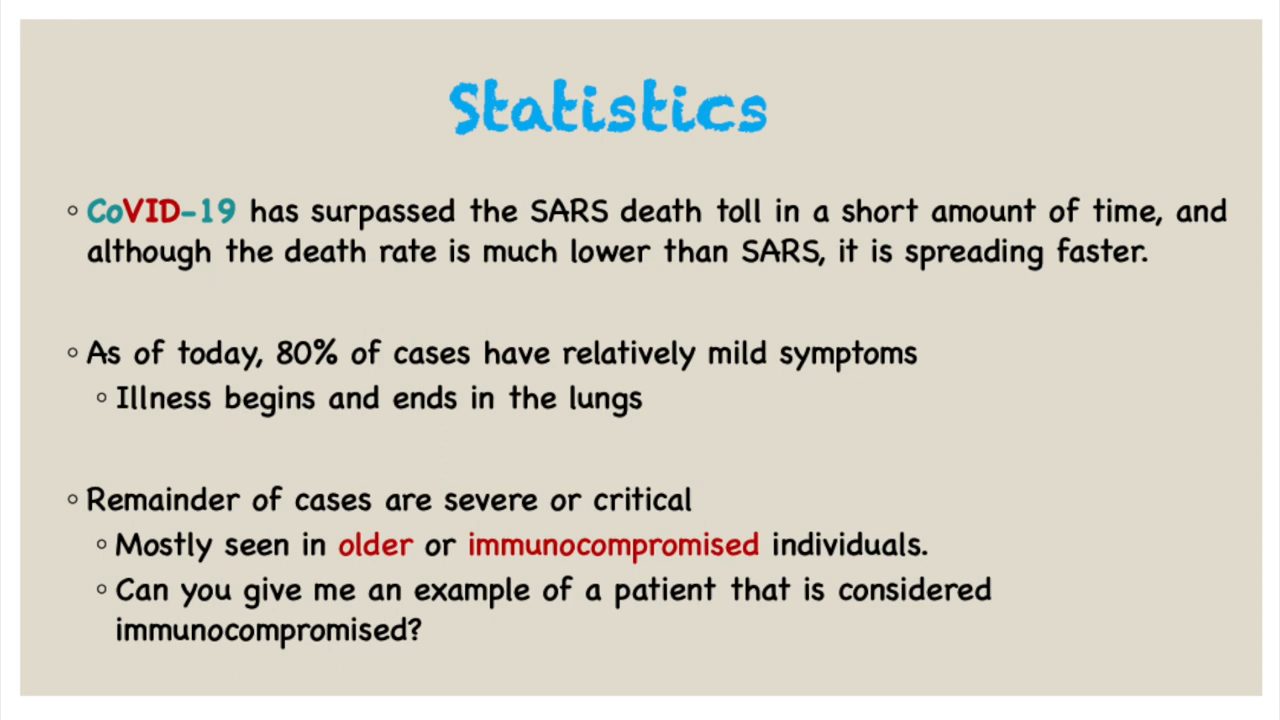 Statistics
CoVID-19 has surpassed the SARS death toll in a short amount of time, and
although the death rate is much lower than SARS, it is spreading faster.
As of today, 80% of cases have relatively mild symptoms
Illness begins and ends in the lungs
Remainder of cases are severe or critical
Mostly seen in older or immunocompromised individuals.
Can you give me an example of a patient that is considered
immunocompromised?